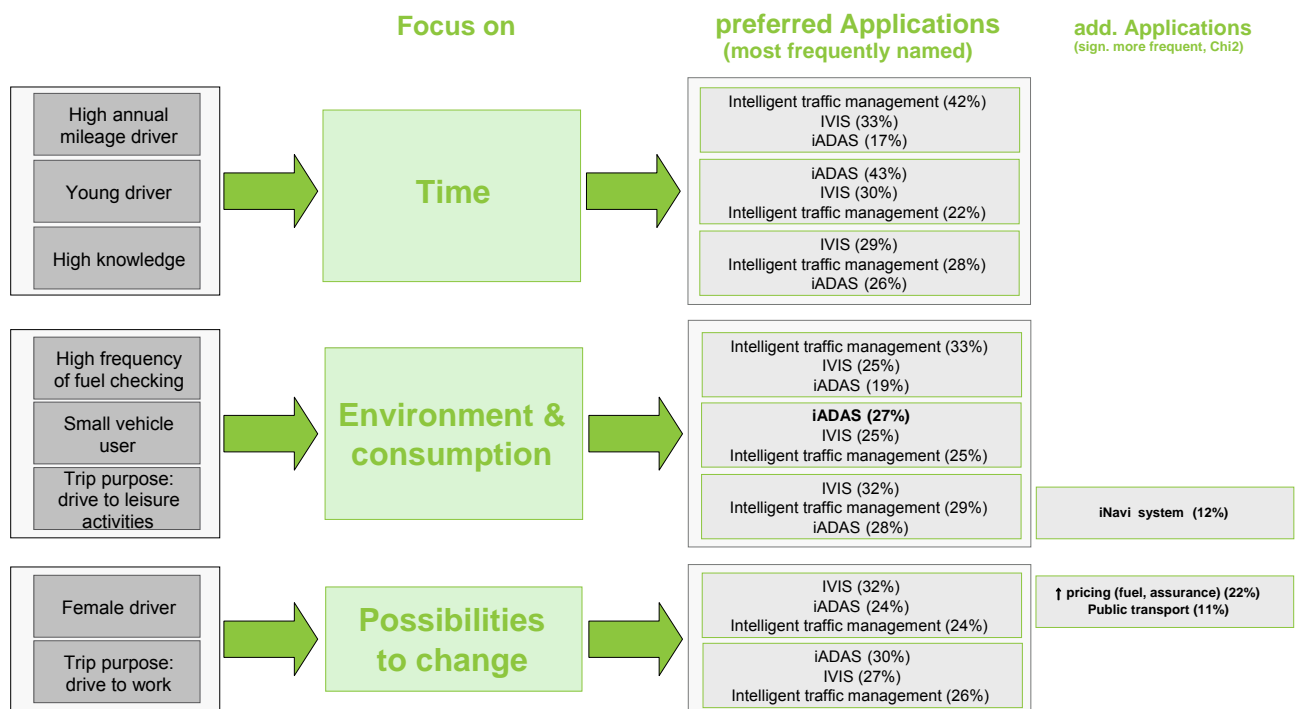 Focus on
preferred Applications
(most frequently named)
add. Applications
(sign. more frequent, Chi2)
High annual
mileage driver
Young driver
High knowledge
Time
Intelligent traffic management (42%)
IVIS (33%)
iADAS (17%)
iADAS (43%)
IVIS (30%)
Intelligent traffic management (22%)
IVIS (29%)
Intelligent traffic management (28%)
iADAS (26%)
High frequency
of fuel checking
Small vehicle
user
Trip purpose:
drive to leisure
activities
Environment &
consumption
Intelligent traffic management (33%)
IVIS (25%)
iADAS (19%)
iADAS (27%)
IVIS (25%)
Intelligent traffic management (25%)
IVIS (32%)
Intelligent traffic management (29%)
iADAS (28%)
iNavi system (12%)
Female driver
Trip purpose:
drive to work
Possibilities
to change
IVIS (32%)
iADAS (24%)
Intelligent traffic management (24%)
iADAS (30%)
IVIS (27%)
Intelligent traffic management (26%)
↑ pricing (fuel, assurance) (22%)
Public transport (11%)